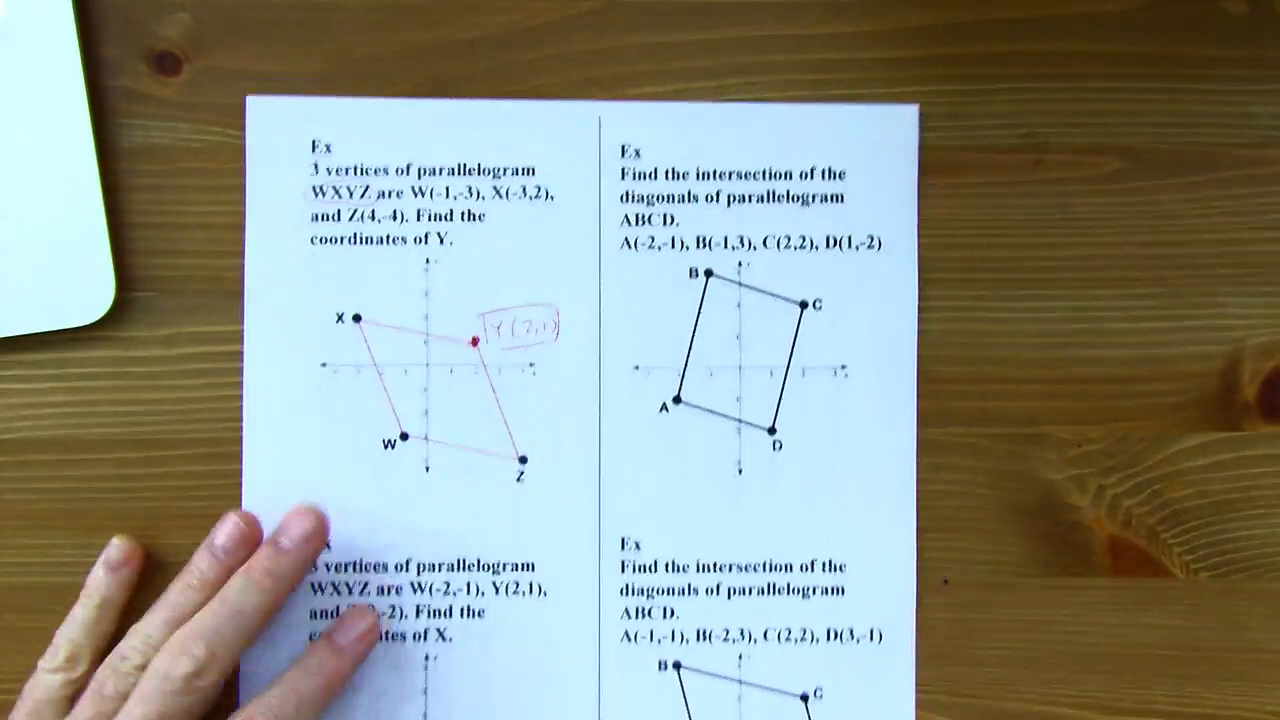 Ex
3 vertices of parallelogram
WXYZ are W(-1,-3), X(-3,2),
and Z(4,-4). Find the
coordinates of Y.
X
Y(2,1)
W
Z
Ex
Find the intersection of the
diagonals of parallelogram
ABCD.
A(-2,-1), B(-1,3), C(2,2), D(1,-2)
B
C
A
D
vertices of parallelogram
WXYZ are W(-2,-1), Y(2,1),
and -2). Find the
of X.
Ex
Find the intersection of the
diagonals of parallelogram
ABCD.
A(-1,-1), B(-2,3), C(2,2), D(3,-1)
B
C